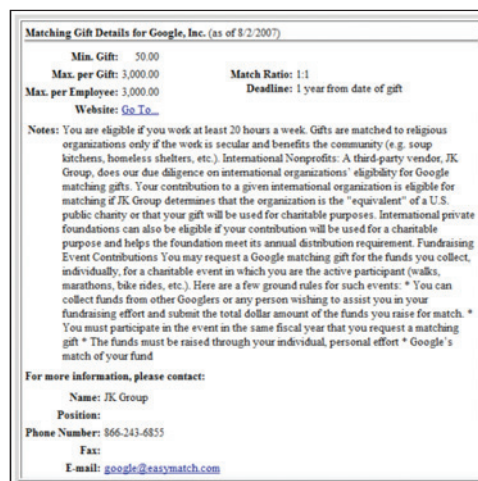 Matching Gift Details for Google, Inc. (as of 8/2/2007)
Min. Gift: 50.00
Max. per Gift: 3,000.00 Match Ratio: 1:1
Max. per Employee: 3,000.00 Deadline: 1 year from date of gift
Website: Go To...
Notes: You are eligible if you work at least 20 hours a week. Gifts are matched to religious
organizations only if the work is secular and benefits the community (e.g. soup
kitchens, homeless shelters, etc.). International Nonprofits: A third-party vendor, JK
Group, does our due diligence on international organizations' eligibility for Google
matching gifts. Your contribution to a given international organization is eligible for
matching if JK Group determines that the organization is the "equivalent" of a U.S.
public charity or that your gift will be used for charitable purposes. International private
foundations can also be eligible if your contribution will be used for a charitable
purpose and helps the foundation meet its annual distribution requirement. Fundraising
Event Contributions You may request a Google matching gift for the funds you collect,
individually, for a charitable event in which you are the active participant (walks,
marathons, bike rides, etc.). Here are a few ground rules for such events: * You can
collect funds from other Googlers or any person wishing to assist you in your
fundraising effort and submit the total dollar amount of the funds you raise for match. *
You must participate in the event in the same fiscal year that you request a matching
gift * The funds must be raised through your individual, personal effort * Google's
match of your fund
For more information, please contact:
Name: JK Group
Position:
Phone Number: 866-243-6855
Fax:
E-mail: google@easymatch.com